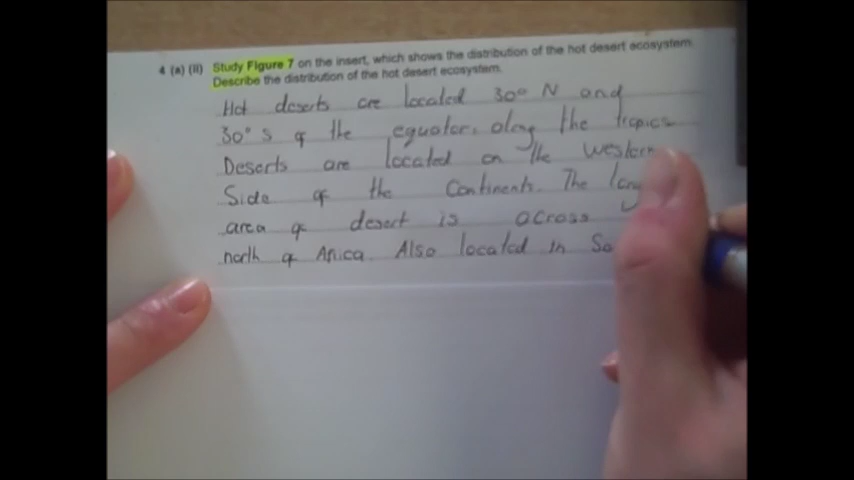 4 (a) (ii) Study Figure 7 on the insert, which shows the distribution of the hot desert ecosystem.
Describe the distribution of the hot desert ecosystem.
Hot deserts are located 30° N and
30° S of the equator, along the tropics
Deserts are located on the western
Side of the Continents. The
area of desert is across
north of Africa. Also located in